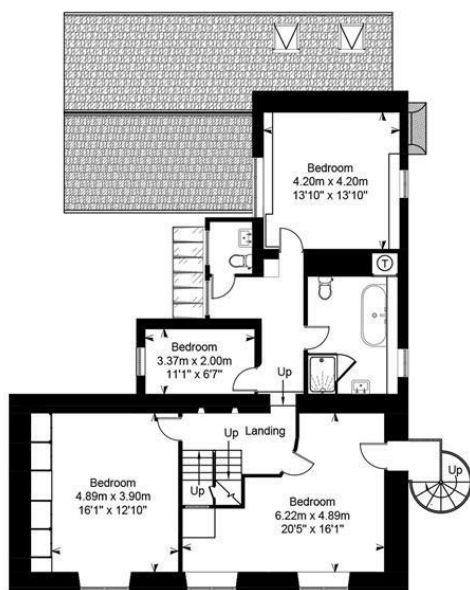 Bedroom
4.20m x 4.20m
13'10" x 13'10"
T
Bedroom
3.37m x 2.00m
11'1" x 6'7"
Up
Landing
Up
Up
Up
Bedroom
4.89m x 3.90m
16'1" x 12'10"
Bedroom
6.22m x 4.89m
20'5" x 16'1"